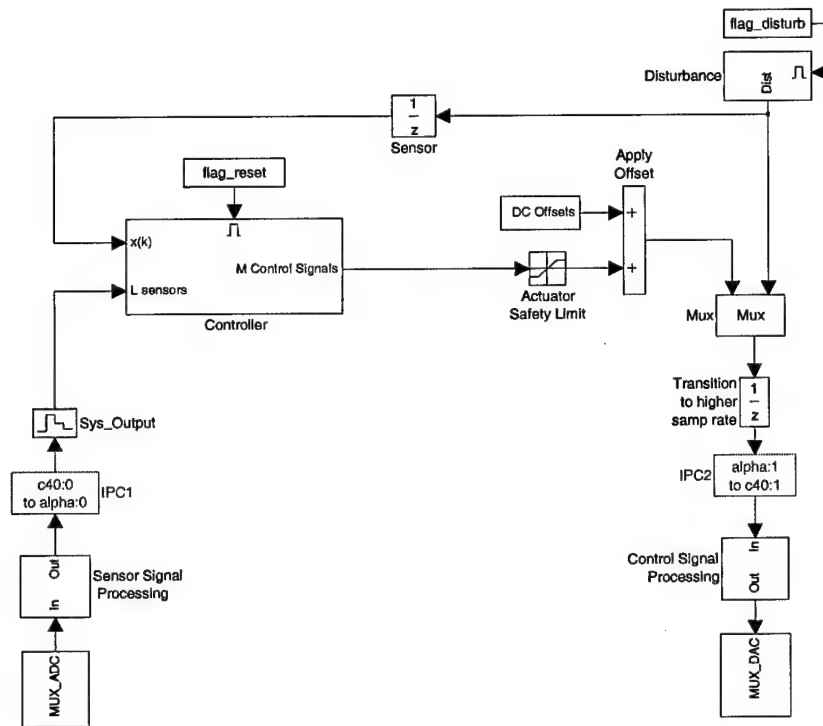 flag_disturb
Disturbance
Dist
1
z
Sensor
flag_reset
Apply
Offset
DC Offsets
+
x(k)
M Control Signals
L sensors
Controller
+
Actuator
Safety Limit
Mux
Mux
Transition
to higher
samp rate
1
z
Sys_Output
c40:0
to alpha:0
IPC1
IPC2
alpha:1
to c40:1
Out
In
Sensor Signal
Processing
Control Signal
Processing
In
Out
MUX_ADC
MUX_DAC